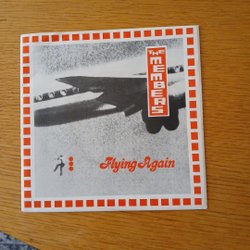 THE
MEMBERS
Flying Again